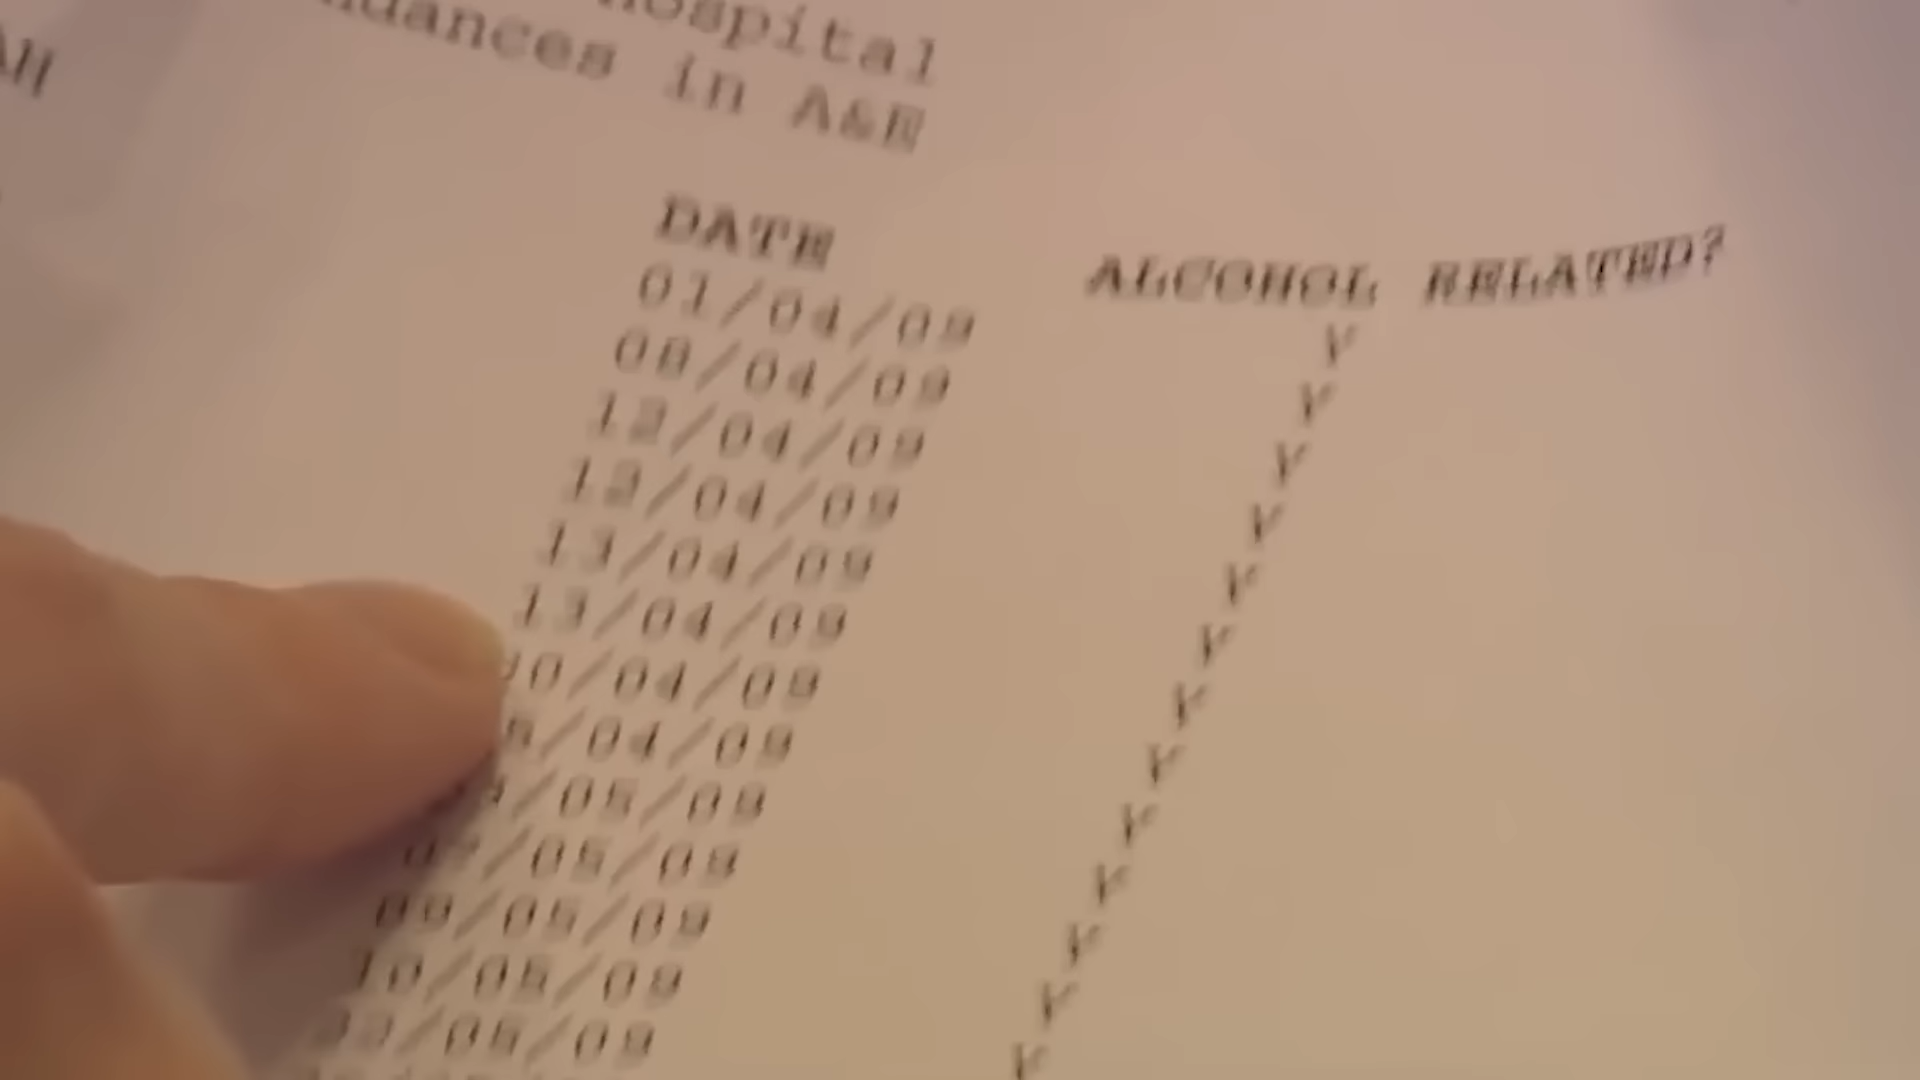 hospital
in A&E
All
DATE
ALCOHOL RELATED?
01/04/09 Y
08/04/09 Y
12/04/09 Y
12/04/09 Y
13/04/09 Y
13/04/09 Y
0/04/09 Y
/04/09 Y
/05/09 Y
/05/09 Y
09/05/09 Y
10/05/09 Y
/05/09 Y